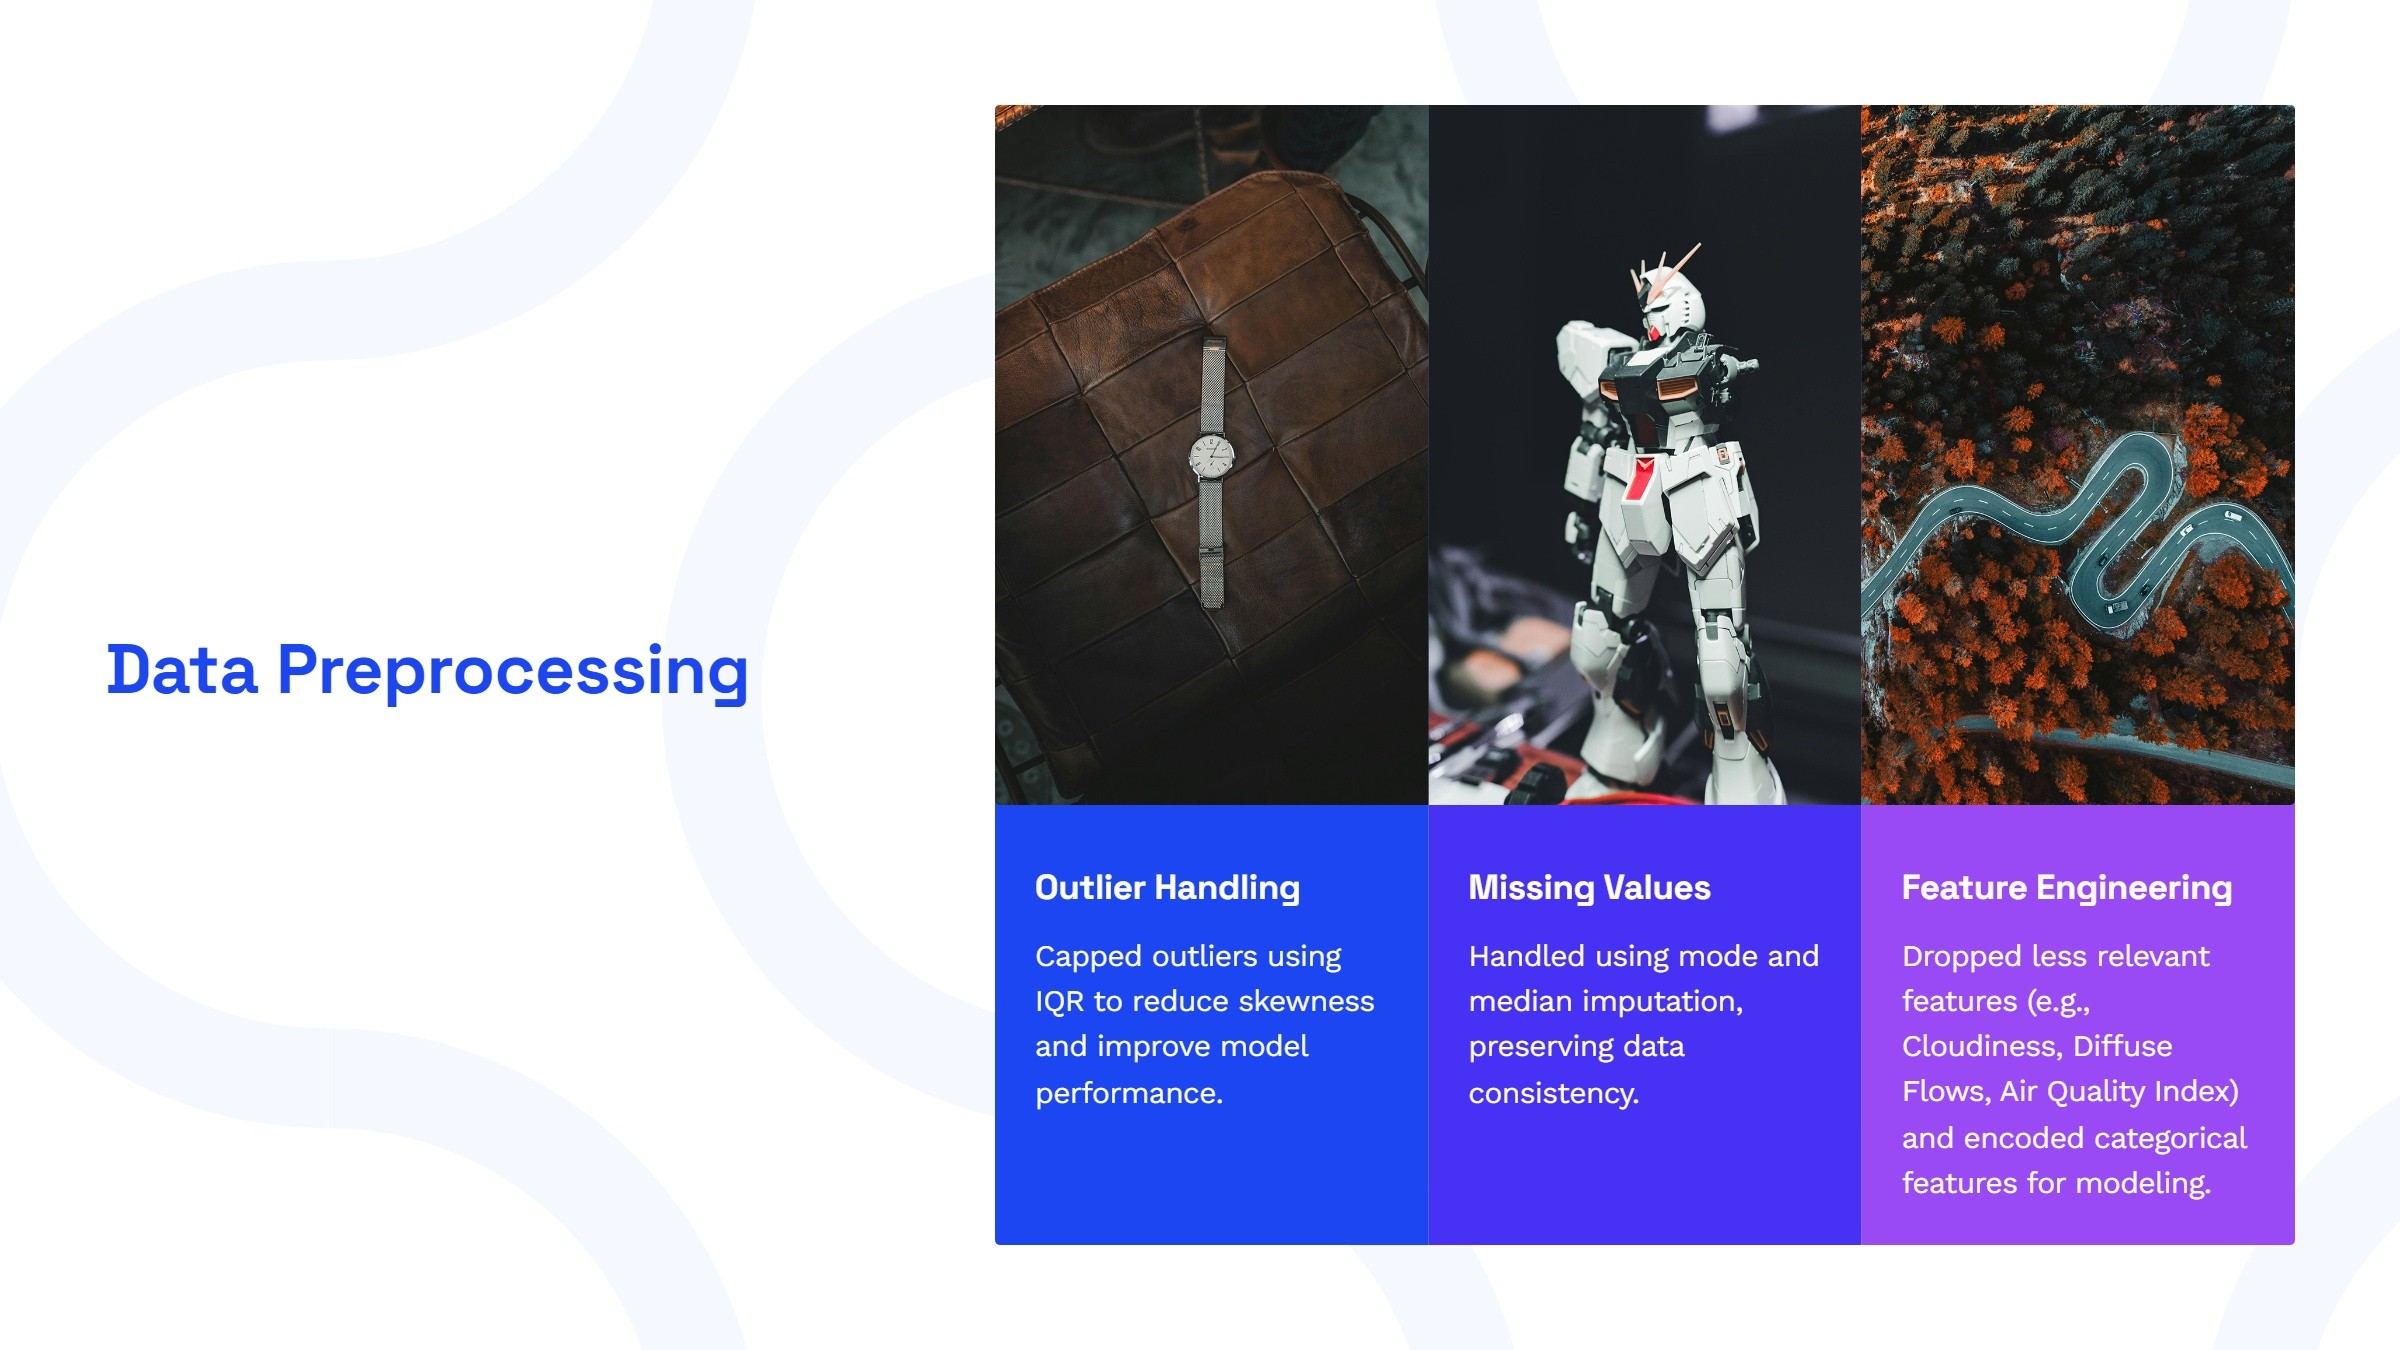 Data Preprocessing
Outlier Handling
Capped outliers using
IQR to reduce skewness
and improve model
performance.
Missing Values
Handled using mode and
median imputation,
preserving data
consistency.
Feature Engineering
Dropped less relevant
features (e.g.,
Cloudiness, Diffuse
Flows, Air Quality Index)
and encoded categorical
features for modeling.